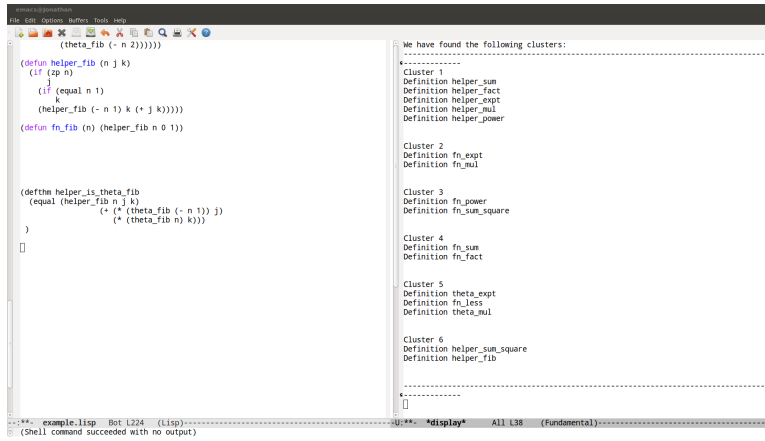 emacs@jonathan
File Edit Options Buffers Tools Help
(theta_fib (- n 2))))))
(defun helper_fib (n j k)
(if (zp n)
j
(if (equal n 1)
k
(helper_fib (- n 1) k (+ j k)))))
(defun fn_fib (n) (helper_fib n 0 1))
(defthm helper_is_theta_fib
(equal (helper_fib n j k)
(+ (* (theta_fib (- n 1)) j)
(* (theta_fib n) k)))
)
--:**- example.lisp Bot L224 (Lisp)----
We have found the following clusters:
Cluster 1
Definition helper_sum
Definition helper_fact
Definition helper_expt
Definition helper_mul
Definition helper_power
Cluster 2
Definition fn_expt
Definition fn_mul
Cluster 3
Definition fn_power
Definition fn_sum_square
Cluster 4
Definition fn_sum
Definition fn_fact
Cluster 5
Definition theta_expt
Definition fn_less
Definition theta_mul
Cluster 6
Definition helper_sum_square
Definition helper_fib
-U:**- *display* All L38 (Fundamental)----
(Shell command succeeded with no output)